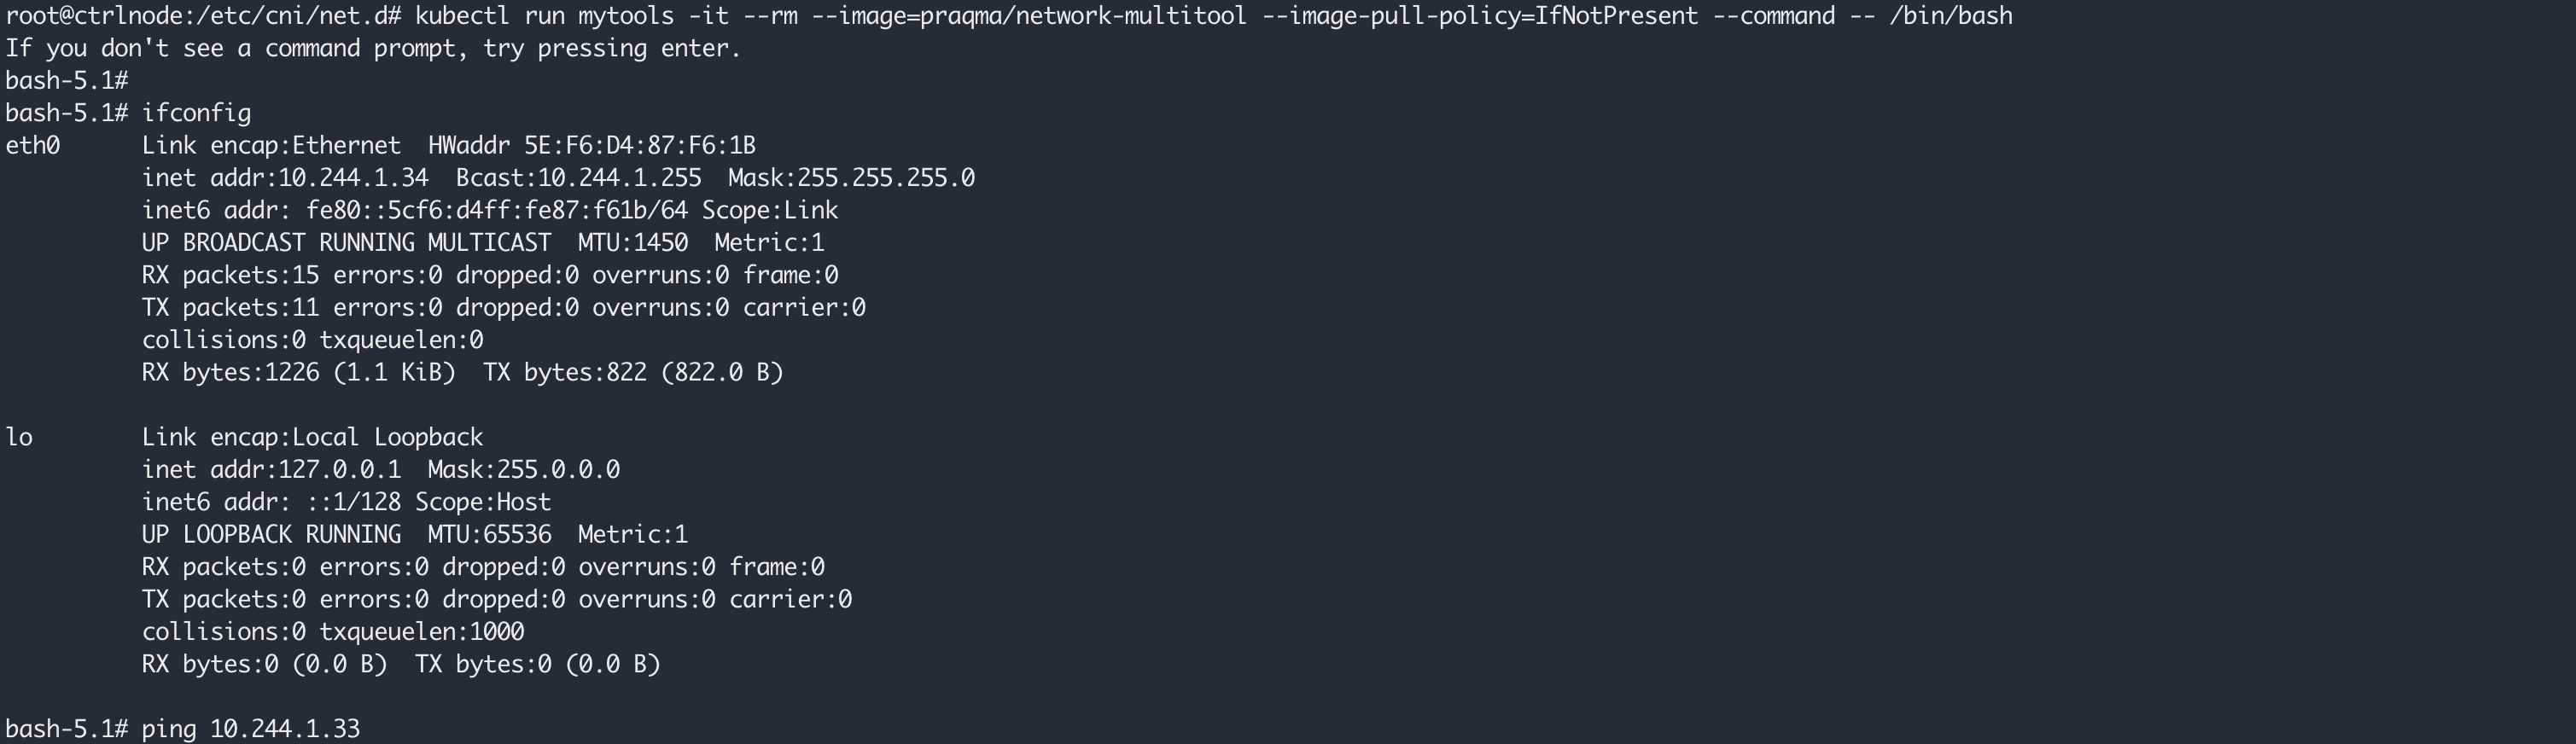 root@ctrlnode:/etc/cni/net.d# kubectl run mytools -it --rm --image=praqma/network-multitool --image-pull-policy=IfNotPresent --command -- /bin/bash
If you don't see a command prompt, try pressing enter.
bash-5.1#
bash-5.1# ifconfig
eth0      Link encap:Ethernet  HWaddr 5E:F6:D4:87:F6:1B
          inet addr:10.244.1.34  Bcast:10.244.1.255  Mask:255.255.255.0
          inet6 addr: fe80::5cf6:d4ff:fe87:f61b/64 Scope:Link
          UP BROADCAST RUNNING MULTICAST  MTU:1450  Metric:1
          RX packets:15 errors:0 dropped:0 overruns:0 frame:0
          TX packets:11 errors:0 dropped:0 overruns:0 carrier:0
          collisions:0 txqueuelen:0
          RX bytes:1226 (1.1 KiB)  TX bytes:822 (822.0 B)

lo        Link encap:Local Loopback
          inet addr:127.0.0.1  Mask:255.0.0.0
          inet6 addr: ::1/128 Scope:Host
          UP LOOPBACK RUNNING  MTU:65536  Metric:1
          RX packets:0 errors:0 dropped:0 overruns:0 frame:0
          TX packets:0 errors:0 dropped:0 overruns:0 carrier:0
          collisions:0 txqueuelen:1000
          RX bytes:0 (0.0 B)  TX bytes:0 (0.0 B)

bash-5.1# ping 10.244.1.33